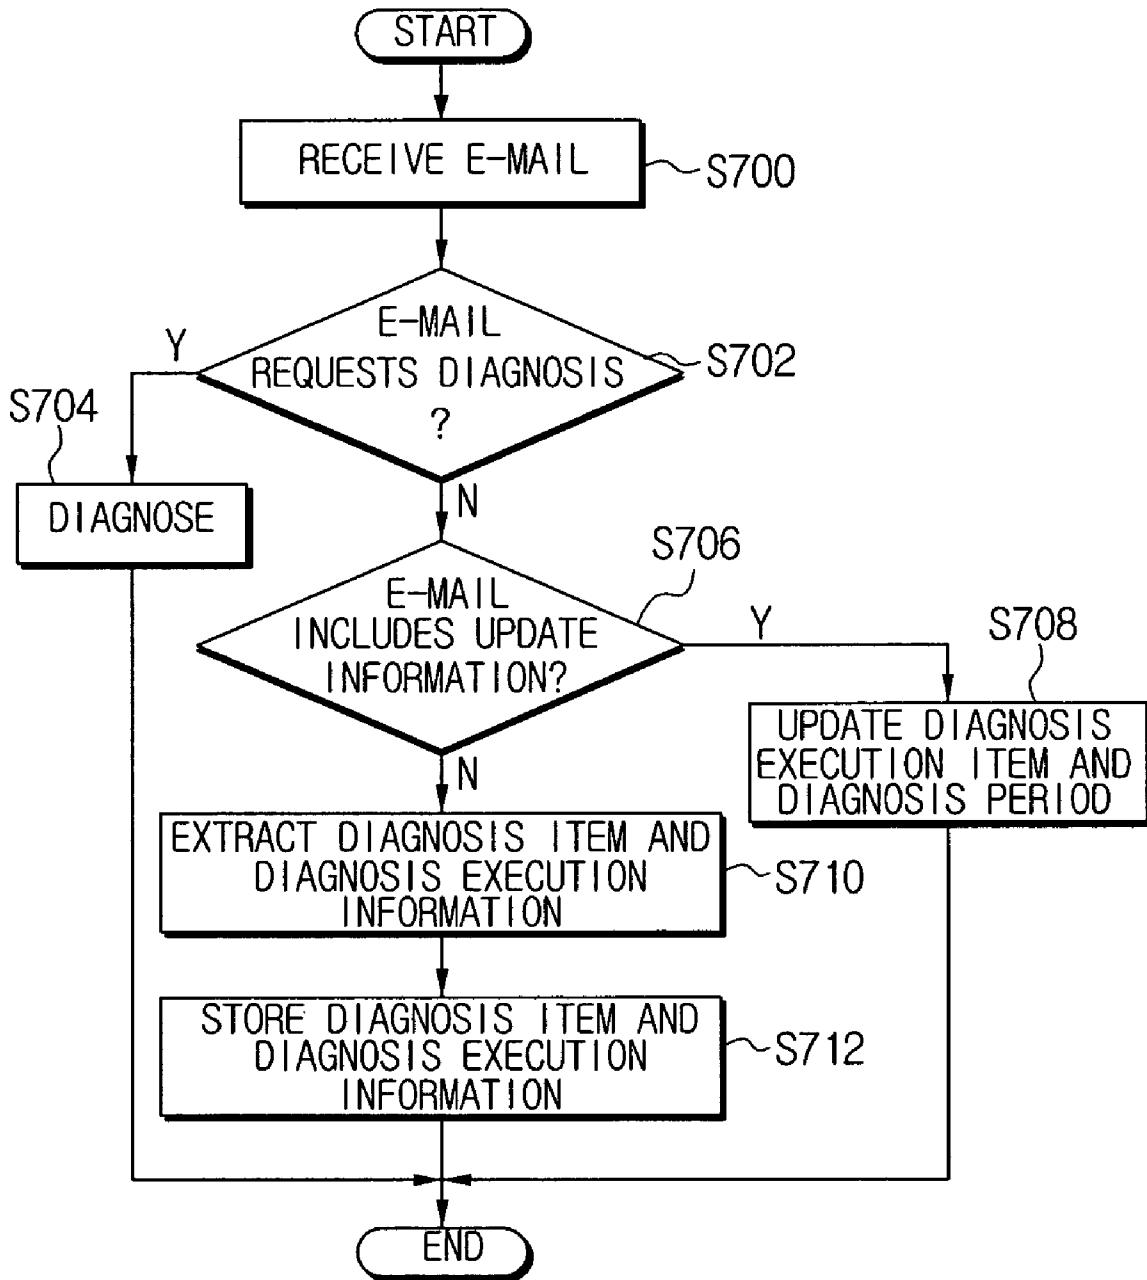 START
RECEIVE E-MAIL
S700
E-MAIL
REQUESTS DIAGNOSIS
?
S702
Y
S704
DIAGNOSE
N
E-MAIL
INCLUDES UPDATE
INFORMATION?
S706
Y
S708
UPDATE DIAGNOSIS
EXECUTION ITEM AND
DIAGNOSIS PERIOD
N
EXTRACT DIAGNOSIS ITEM AND
DIAGNOSIS EXECUTION
INFORMATION
S710
STORE DIAGNOSIS ITEM AND
DIAGNOSIS EXECUTION
INFORMATION
S712
END